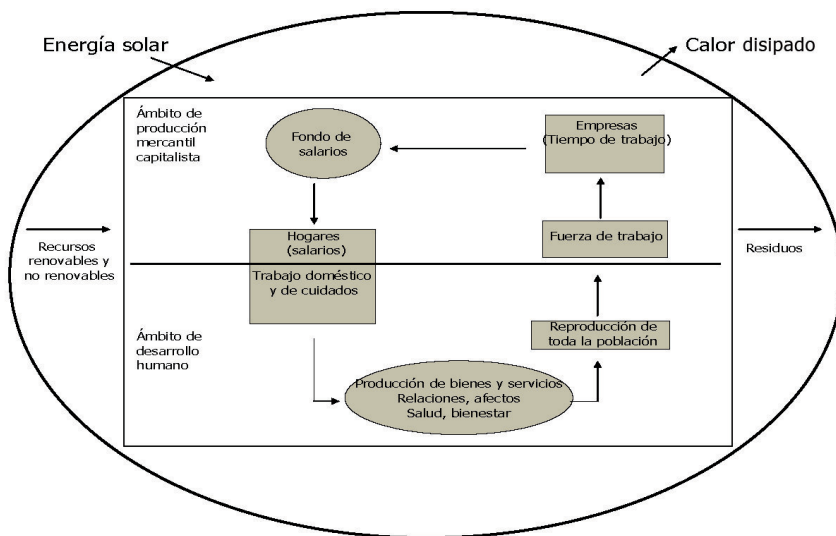 Energía solar
Calor disipado
Ámbito de
producción
mercantil
capitalista
Fondo de
salarios
Empresas
(Tiempo de trabajo)
Recursos
renovables y
no renovables
Hogares
(salarios)
Fuerza de trabajo
Residuos
Trabajo doméstico
y de cuidados
Ámbito de
desarrollo
humano
Reproducción de
toda la población
Producción de bienes y servicios
Relaciones, afectos
Salud, bienestar